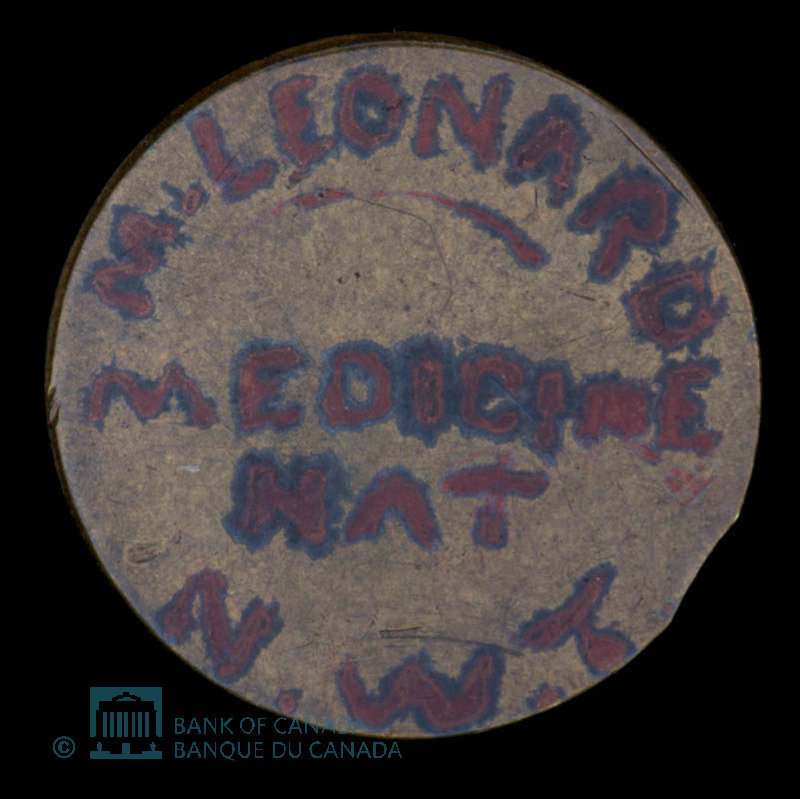 M. LEONARD
MEDICINE
HAT
N.W.T
© BANK OF CANADA
BANQUE DU CANADA